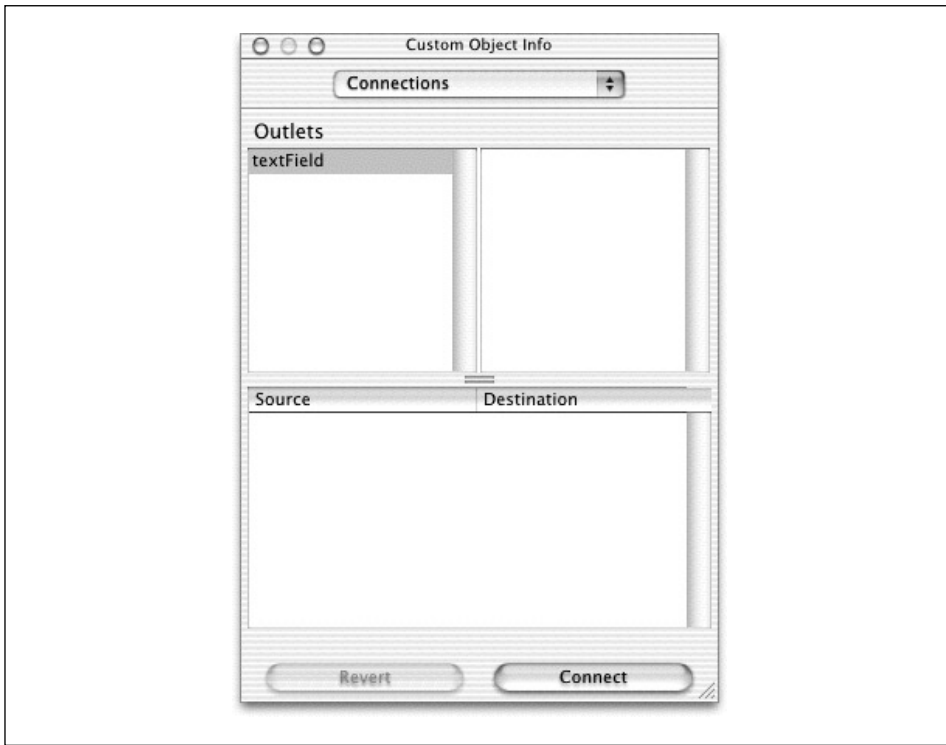 Custom Object Info
Connections
Outlets
textField
Source Destination
Revert Connect